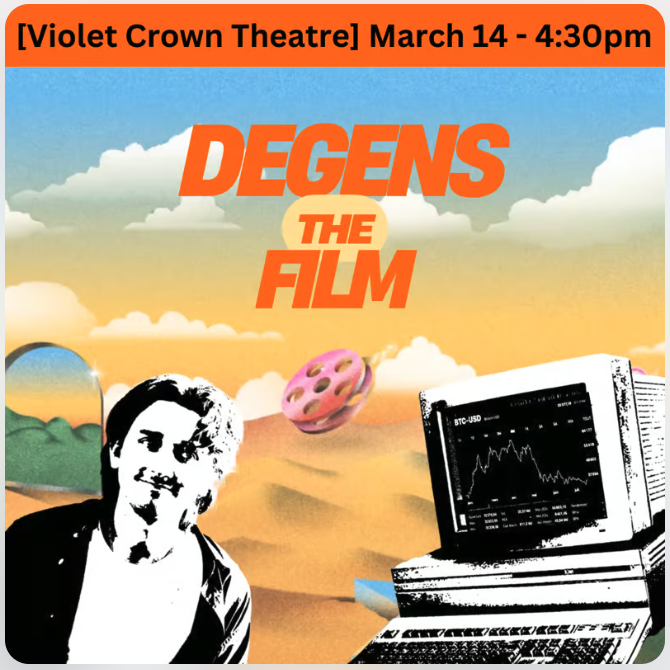 [Violet Crown Theatre] March 14 - 4:30pm
DEGENS
THE
FILM
BTC-USD